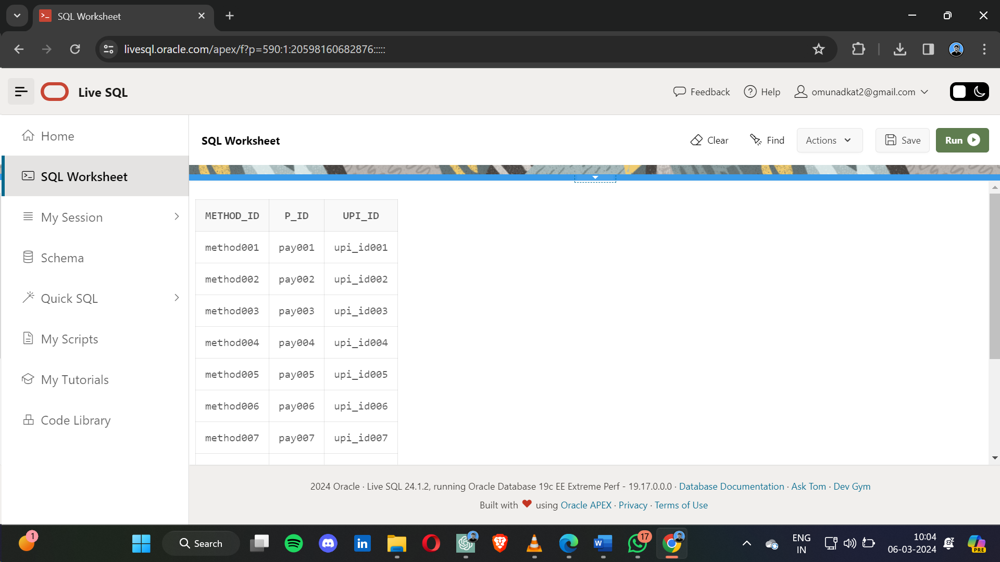 SQL Worksheet
livesql.oracle.com/apex/f?p=590:1:20598160682876:::::
Live SQL
Feedback
Help
omunadkat2@gmail.com
Home
SQL Worksheet
My Session
Schema
Quick SQL
My Scripts
My Tutorials
Code Library
SQL Worksheet
Clear
Find
Actions
Save
Run
METHOD_ID P_ID UPI_ID
method001 pay001 upi_id001
method002 pay002 upi_id002
method003 pay003 upi_id003
method004 pay004 upi_id004
method005 pay005 upi_id005
method006 pay006 upi_id006
method007 pay007 upi_id007
2024 Oracle · Live SQL 24.1.2, running Oracle Database 19c EE Extreme Perf - 19.17.0.0.0 · Database Documentation · Ask Tom · Dev Gym
Built with ❤ using Oracle APEX · Privacy · Terms of Use
1
Search
17
ENG
IN
10:04
06-03-2024
PRE